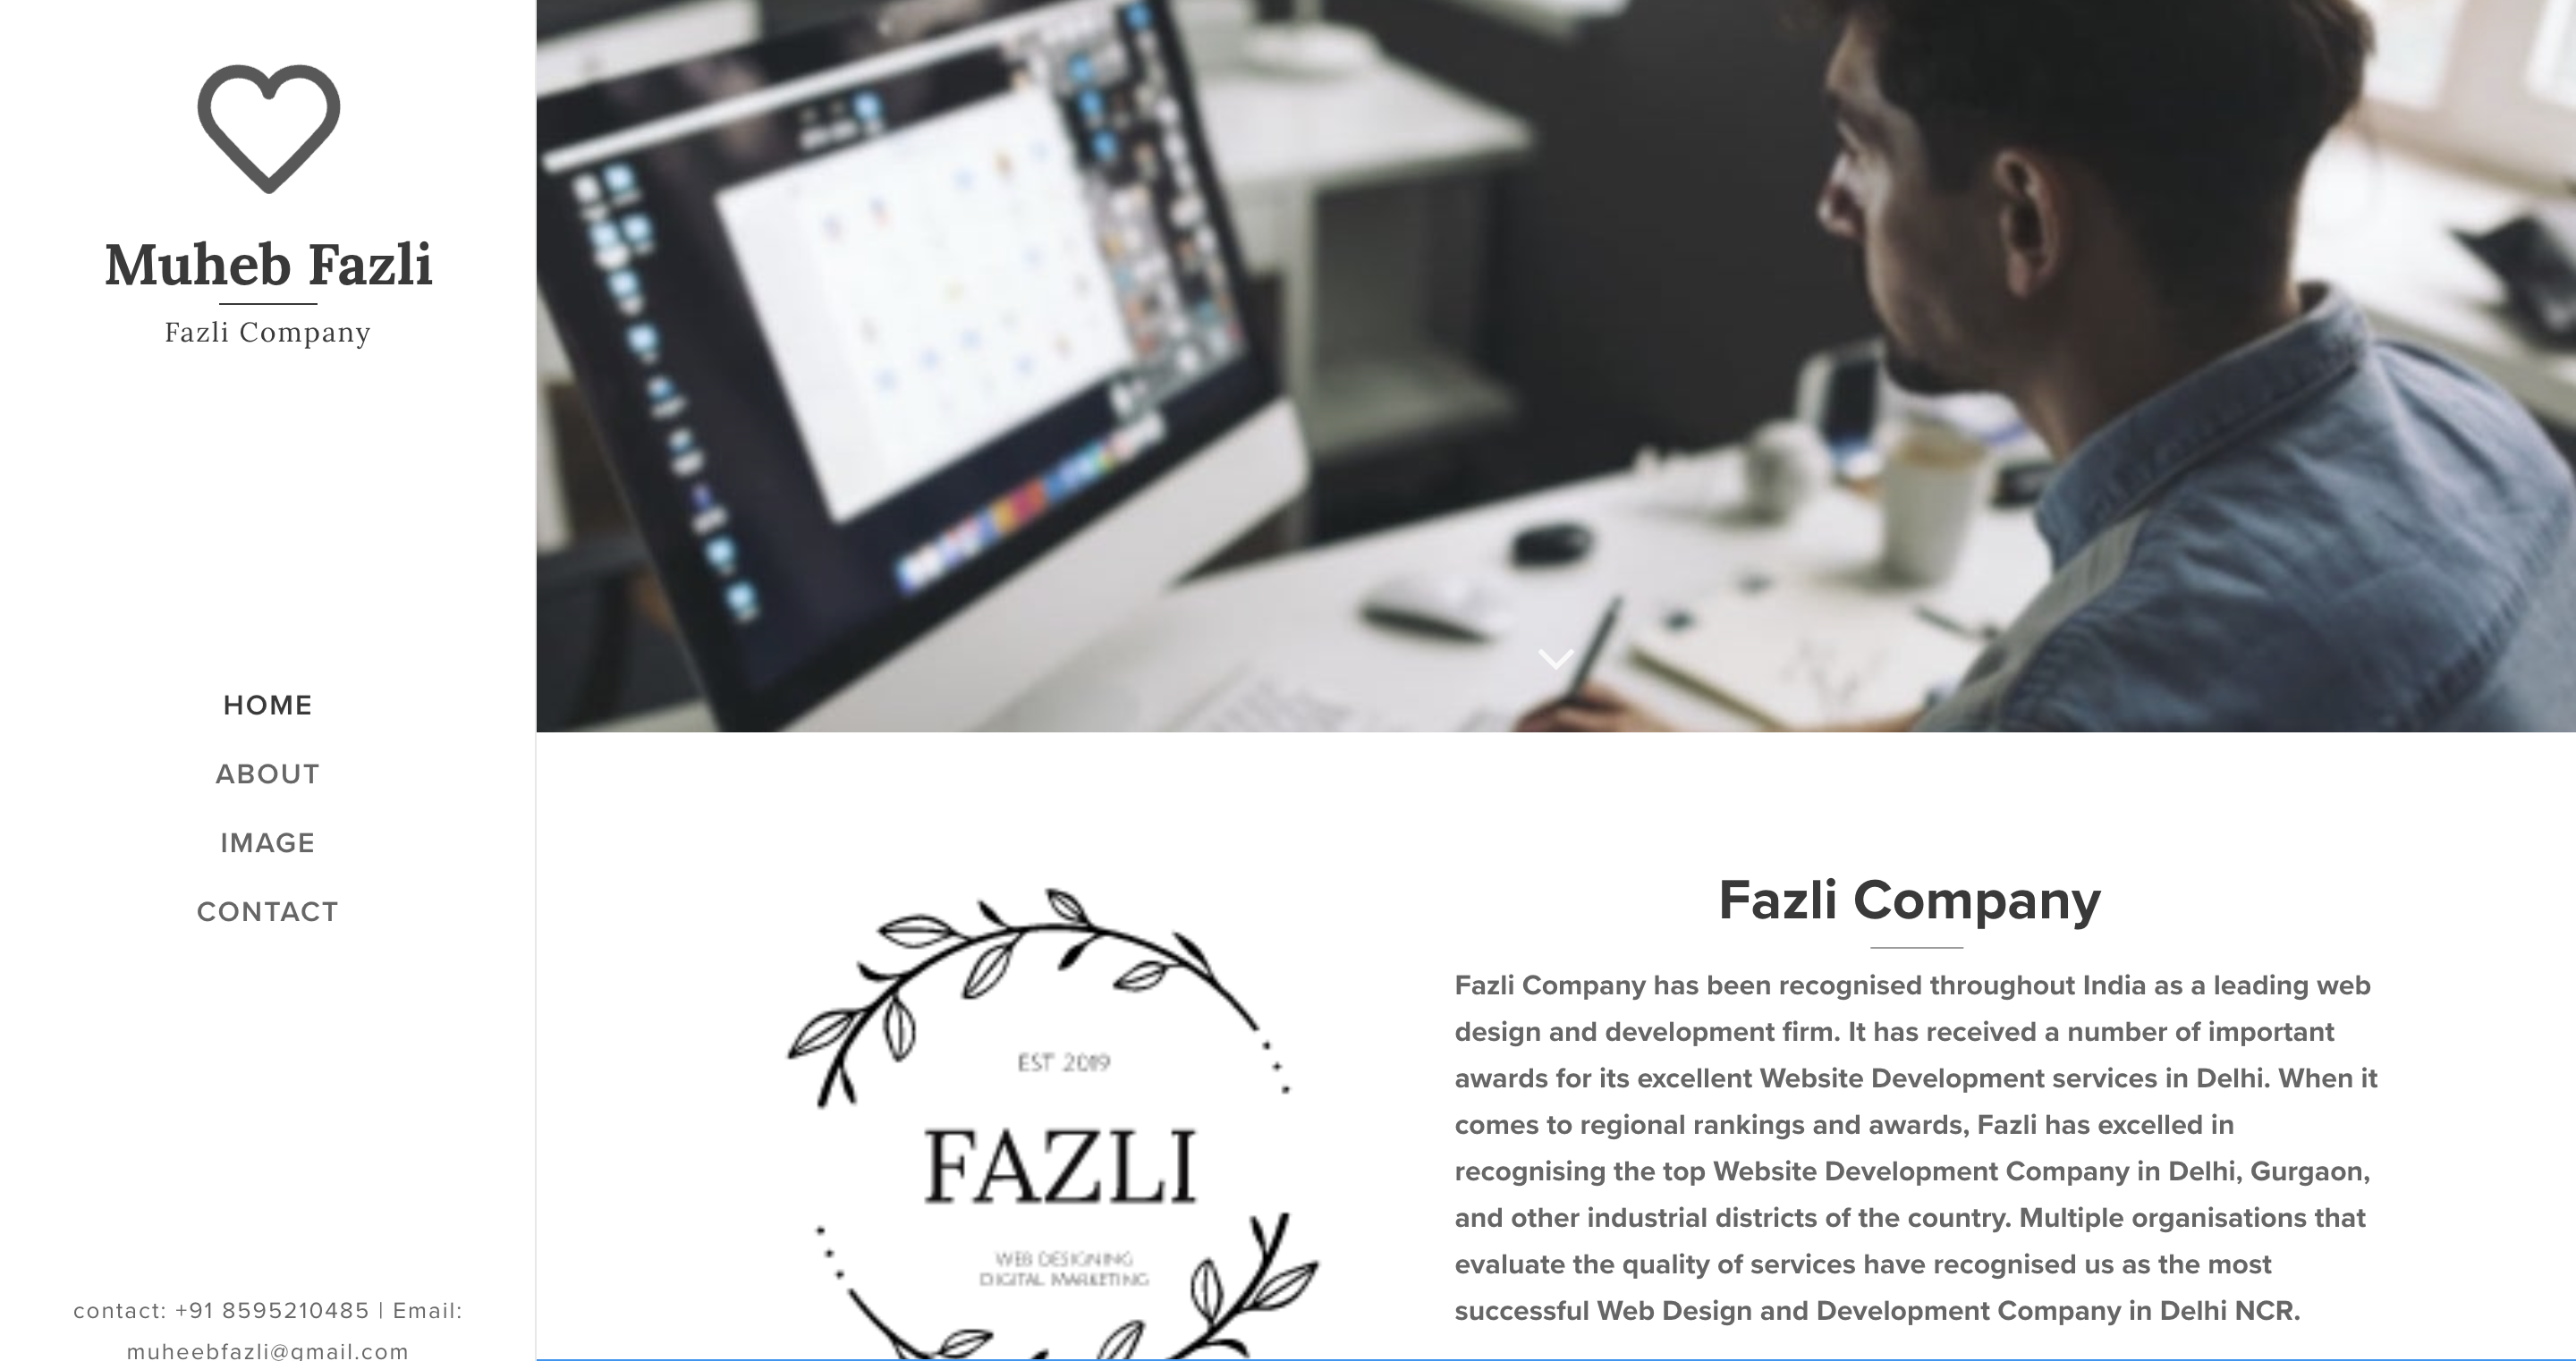 Muheb Fazli
Fazli Company
HOME
ABOUT
IMAGE
CONTACT
contact: +91 8595210485 | Email:
muheebfazli@gmail.com
EST 2019
FAZLI
WEB DESIGNING
DIGITAL MARKETING
Fazli Company
Fazli Company has been recognised throughout India as a leading web
design and development firm. It has received a number of important
awards for its excellent Website Development services in Delhi. When it
comes to regional rankings and awards, Fazli has excelled in
recognising the top Website Development Company in Delhi, Gurgaon,
and other industrial districts of the country. Multiple organisations that
evaluate the quality of services have recognised us as the most
successful Web Design and Development Company in Delhi NCR.